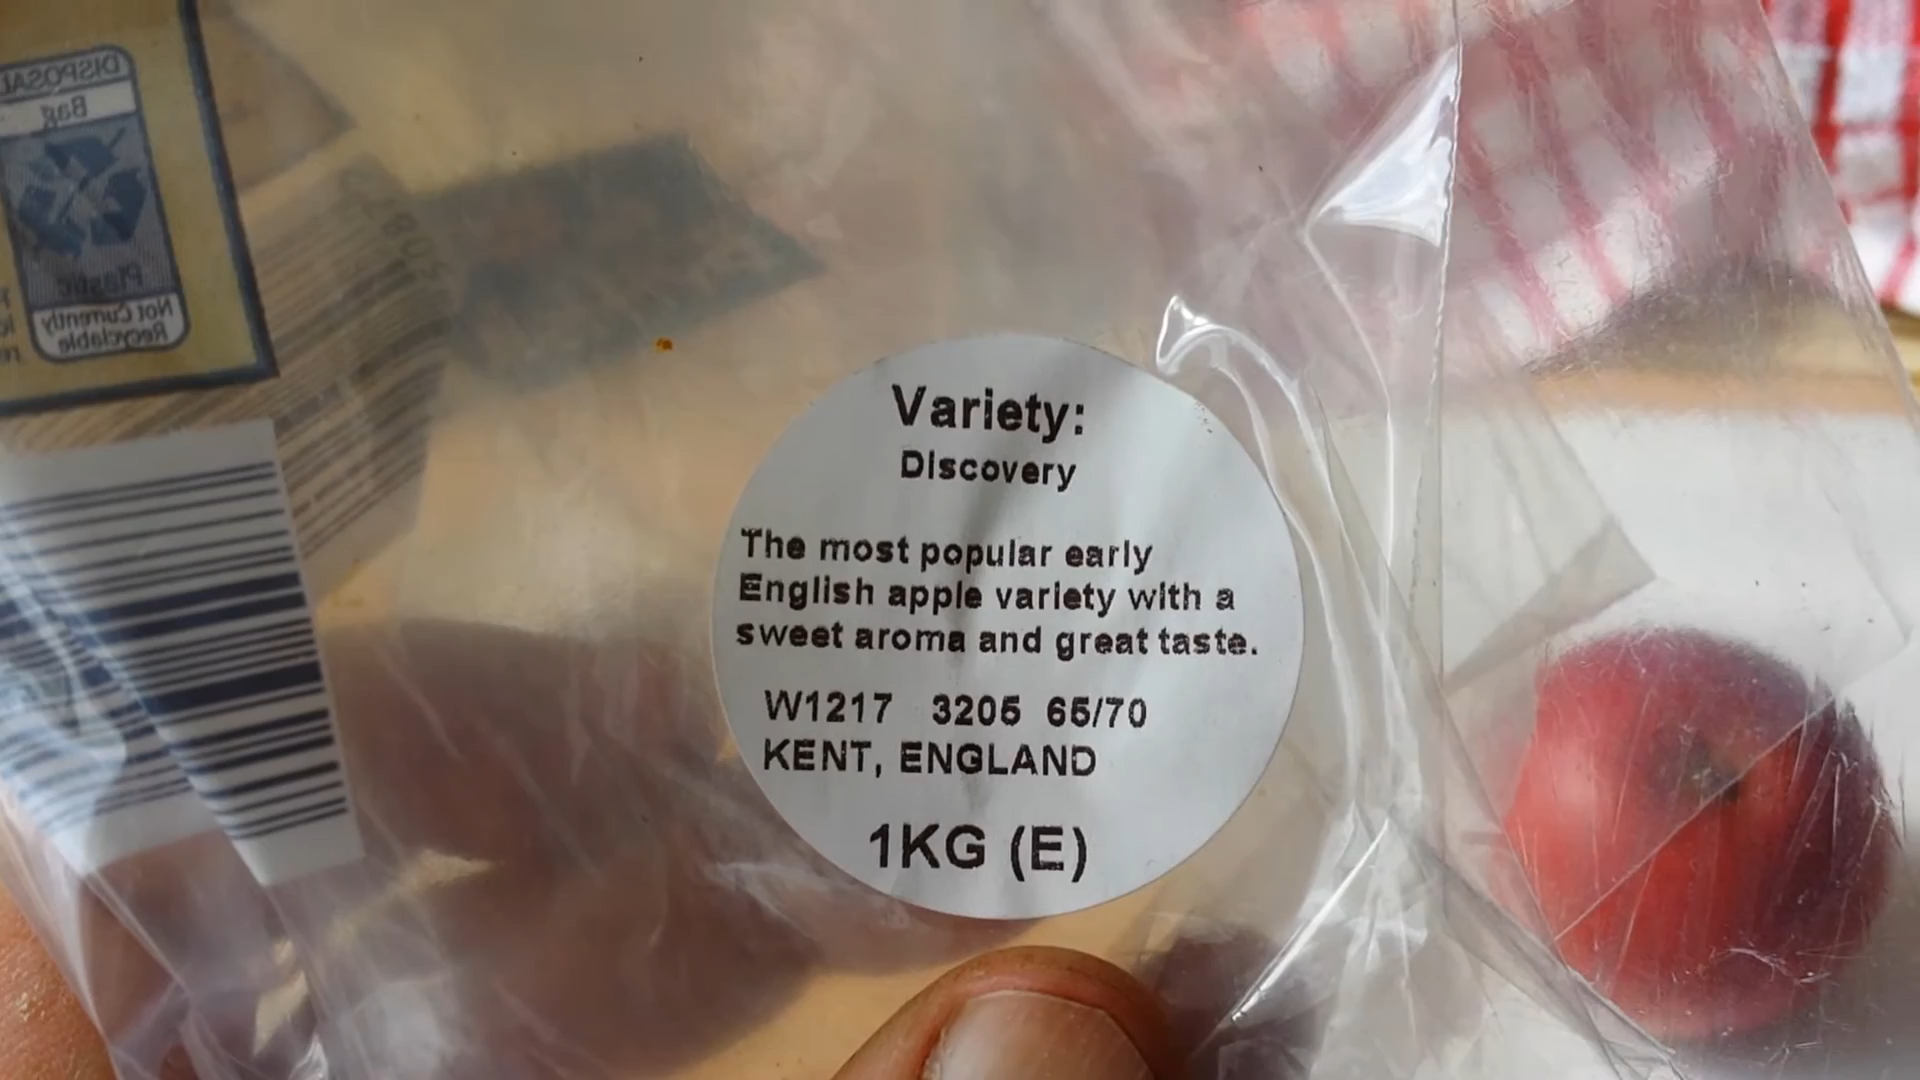 DISPOSAL
Bag
Plastic
Not Currently
Recyclable
Variety:
Discovery
The most popular early
English apple variety with a
sweet aroma and great taste.
W1217 3205 65/70
KENT, ENGLAND
1KG (E)